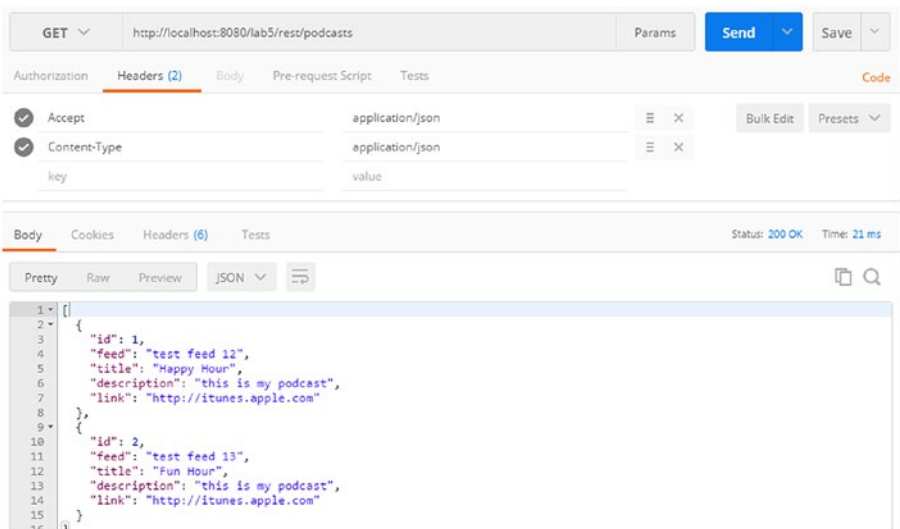 GET http://localhost:8080/lab5/rest/podcasts Params Send Save
Authorization Headers (2) Body Pre-request Script Tests Code
Accept application/json Bulk Edit Presets
Content-Type application/json
key value
Body Cookies Headers (6) Tests Status: 200 OK Time: 21 ms
Pretty Raw Preview JSON
1 [
2 {
3 "id": 1,
4 "feed": "test feed 12",
5 "title": "Happy Hour",
6 "description": "this is my podcast",
7 "link": "http://itunes.apple.com"
8 },
9 {
10 "id": 2,
11 "feed": "test feed 13",
12 "title": "Fun Hour",
13 "description": "this is my podcast",
14 "link": "http://itunes.apple.com"
15 }
16 ]